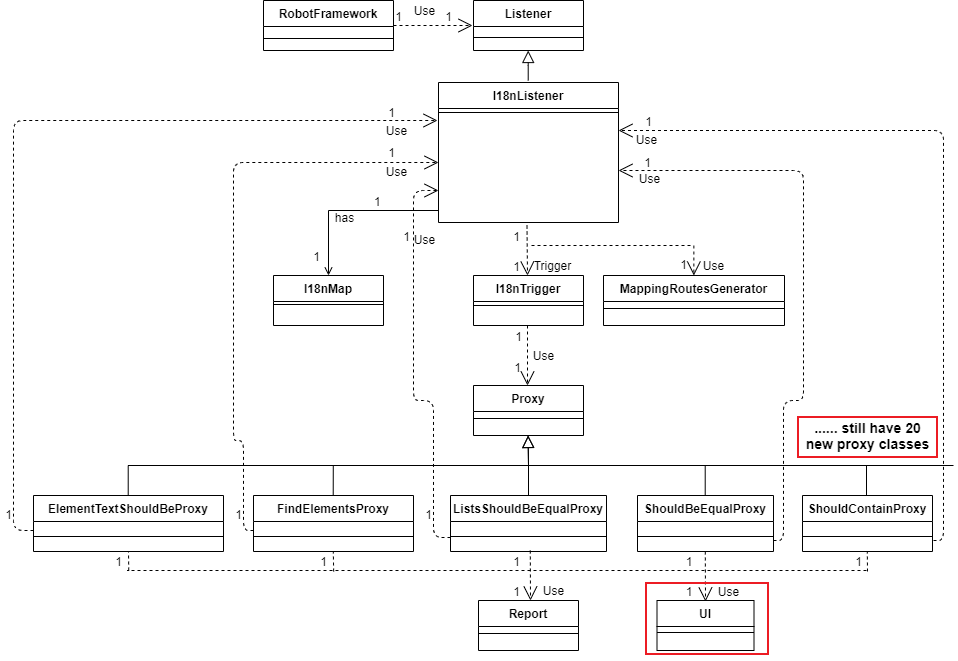 RobotFramework
1
Use
1
Listener
I18nListener
1
Use
1
Use
1
Use
1
Use
1
has
1 Use
1
1
1 Trigger
1 Use
I18nMap
I18nTrigger
MappingRoutesGenerator
1
Use
1
Proxy
...... still have 20
new proxy classes
1
ElementTextShouldBeProxy
1
FindElementsProxy
1
ListsShouldBeEqualProxy
ShouldBeEqualProxy
ShouldContainProxy
1
1
1
1
1
1 Use
1 Use
Report
UI